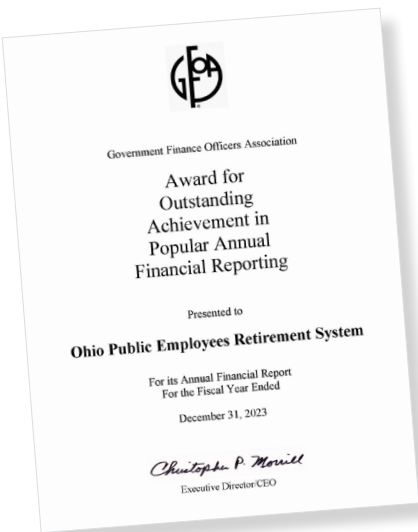 GFOA
Government Finance Officers Association
Award for
Outstanding
Achievement in
Popular Annual
Financial Reporting
Presented to
Ohio Public Employees Retirement System
For its Annual Financial Report
For the Fiscal Year Ended
December 31, 2023
Christopher P. Morrill
Executive Director/CEO